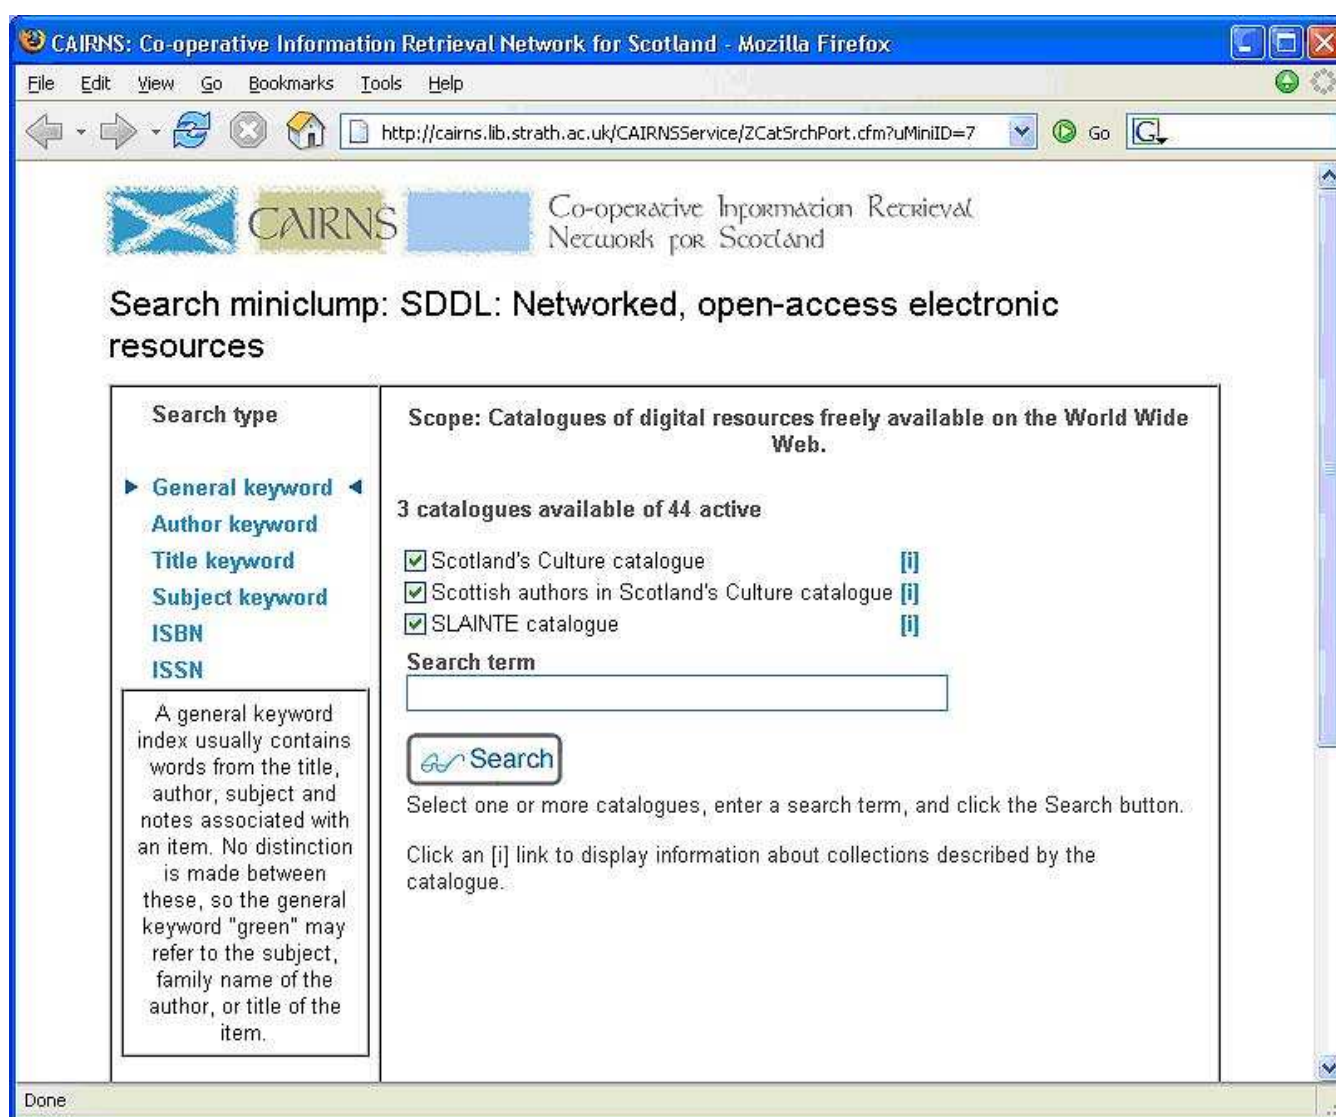 CAIRNS: Co-operative Information Retrieval Network for Scotland - Mozilla Firefox
File Edit View Go Bookmarks Tools Help
http://cairns.lib.strath.ac.uk/CAIRNSService/ZCatSrchPort.cfm?uMiniID=7 Go G
CAIRNS
Co-operative Information Retrieval
Network for Scotland
Search miniclump: SDDL: Networked, open-access electronic
resources
Search type
General keyword
Author keyword
Title keyword
Subject keyword
ISBN
ISSN
A general keyword
index usually contains
words from the title,
author, subject and
notes associated with
an item. No distinction
is made between
these, so the general
keyword "green" may
refer to the subject,
family name of the
author, or title of the
item.
Scope: Catalogues of digital resources freely available on the World Wide
Web.
3 catalogues available of 44 active
Scotland's Culture catalogue [i]
Scottish authors in Scotland's Culture catalogue [i]
SLAINTE catalogue [i]
Search term
Search
Select one or more catalogues, enter a search term, and click the Search button.
Click an [i] link to display information about collections described by the
catalogue.
Done